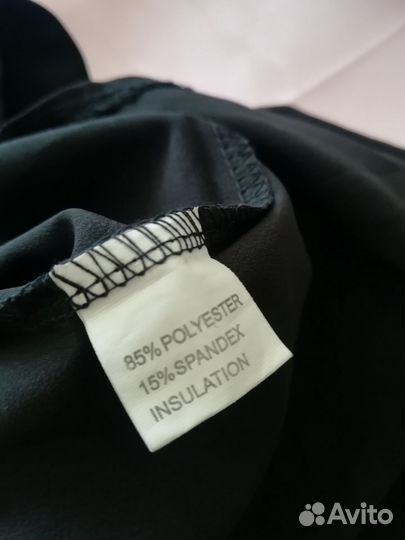 85% POLYESTER
15% SPANDEX
INSULATION
Avito